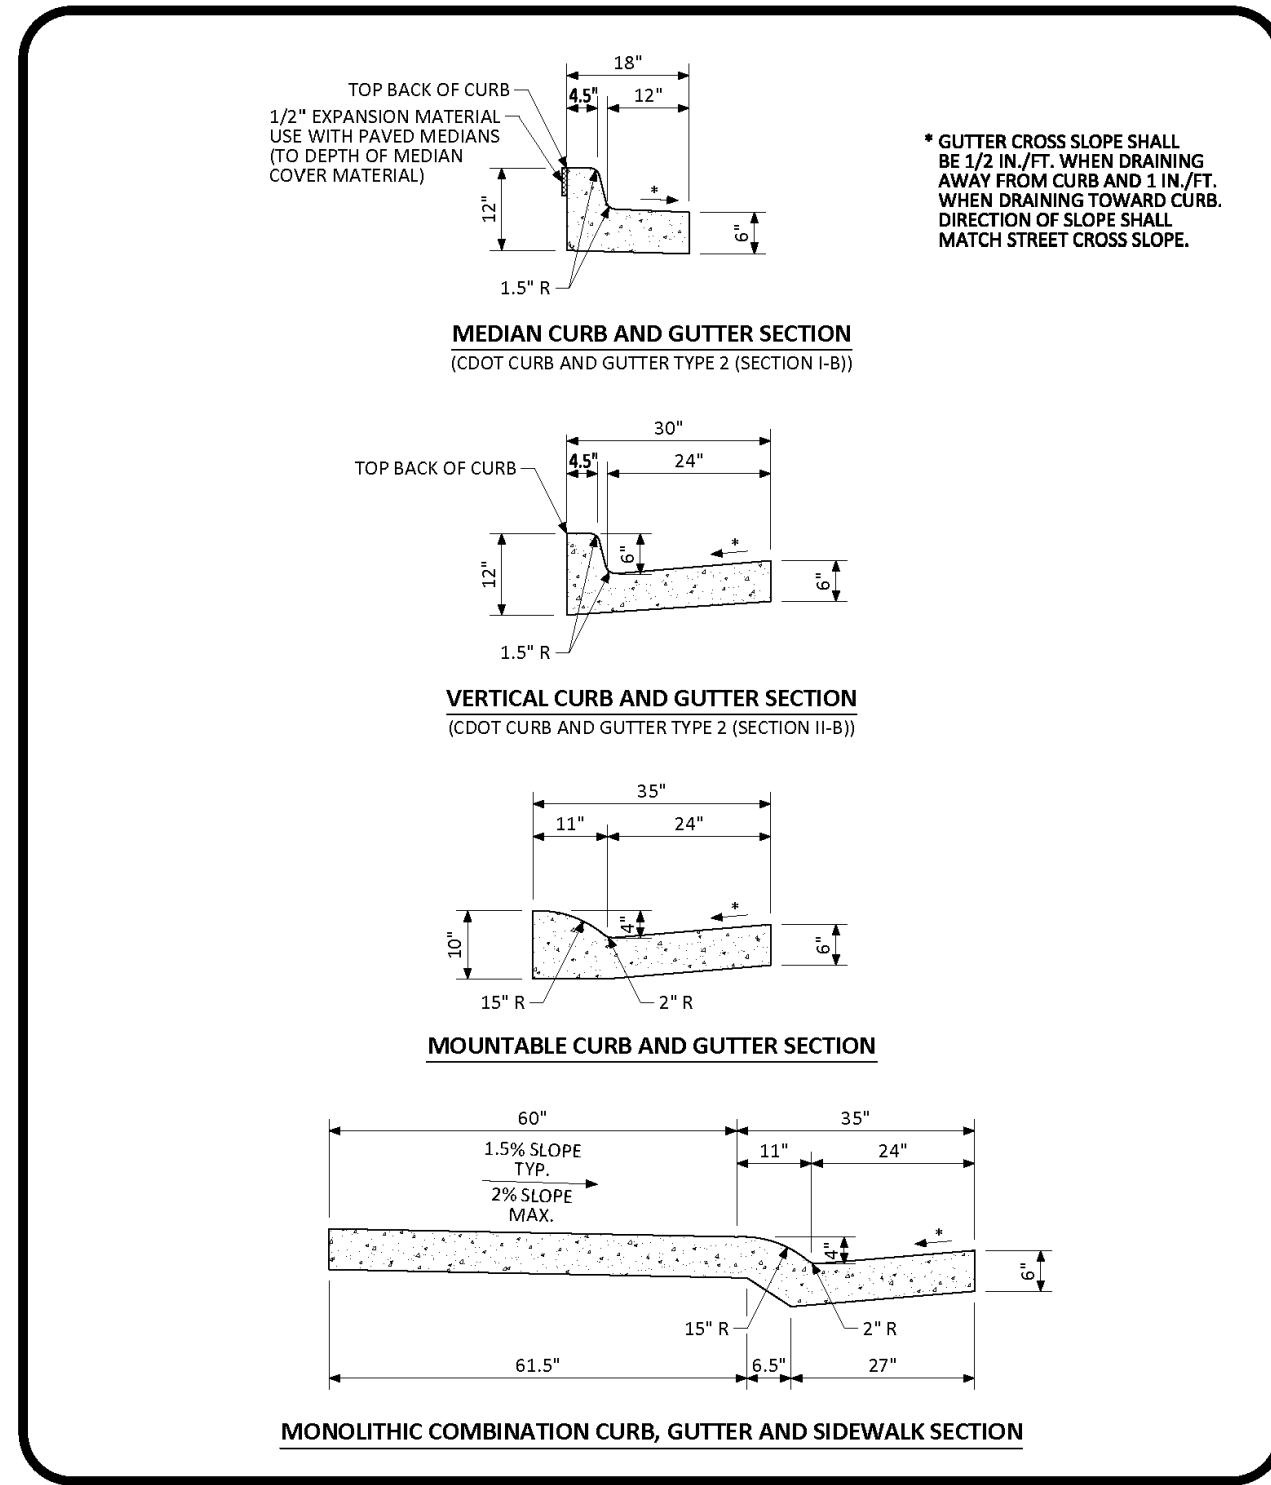 18"
TOP BACK OF CURB
4.5"
12"
1/2" EXPANSION MATERIAL
USE WITH PAVED MEDIANS
(TO DEPTH OF MEDIAN
COVER MATERIAL)
* GUTTER CROSS SLOPE SHALL
BE 1/2 IN./FT. WHEN DRAINING
AWAY FROM CURB AND 1 IN./FT.
WHEN DRAINING TOWARD CURB.
DIRECTION OF SLOPE SHALL
MATCH STREET CROSS SLOPE.
*
12"
6"
1.5" R
MEDIAN CURB AND GUTTER SECTION
(CDOT CURB AND GUTTER TYPE 2 (SECTION I-B))
30"
4.5"
24"
TOP BACK OF CURB
*
12"
6"
6"
1.5" R
VERTICAL CURB AND GUTTER SECTION
(CDOT CURB AND GUTTER TYPE 2 (SECTION II-B))
35"
11"
24"
*
10"
4"
6"
15" R
2" R
MOUNTABLE CURB AND GUTTER SECTION
60"
35"
1.5% SLOPE
TYP.
2% SLOPE
MAX.
11"
24"
*
4"
6"
15" R
2" R
61.5"
6.5"
27"
MONOLITHIC COMBINATION CURB, GUTTER AND SIDEWALK SECTION